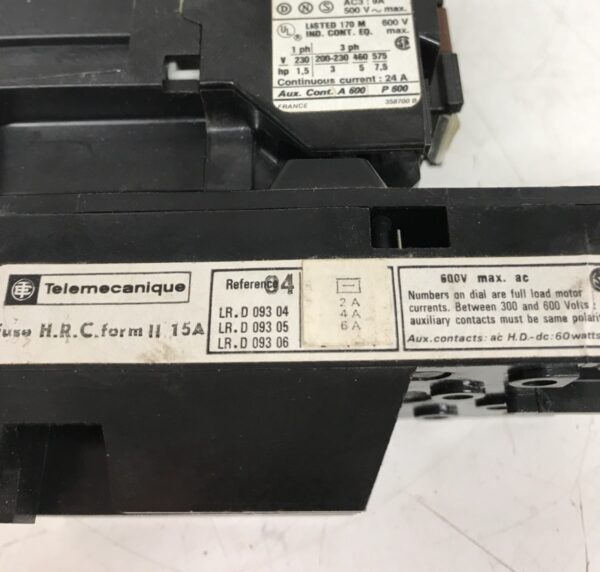 AC3 : 9A
500 V ~ max.
D N S
UL LISTED 170 M 600 V
IND. CONT. EQ. max.
1 ph 3 ph
V 230 200-230 460 575
hp 1,5 3 5 7,5
Continuous current : 24 A
Aux. Cont. A 600 P 600
FRANCE 358700 B
Telemecanique
Fuse H.R.C. form II 15A
Reference 04
LR.D 093 04
LR.D 093 05
LR.D 093 06
2 A
4 A
6 A
600V max. ac
Numbers on dial are full load motor
currents. Between 300 and 600 Volts :
auxiliary contacts must be same
Aux.contacts: ac H.D.-dc:60watts